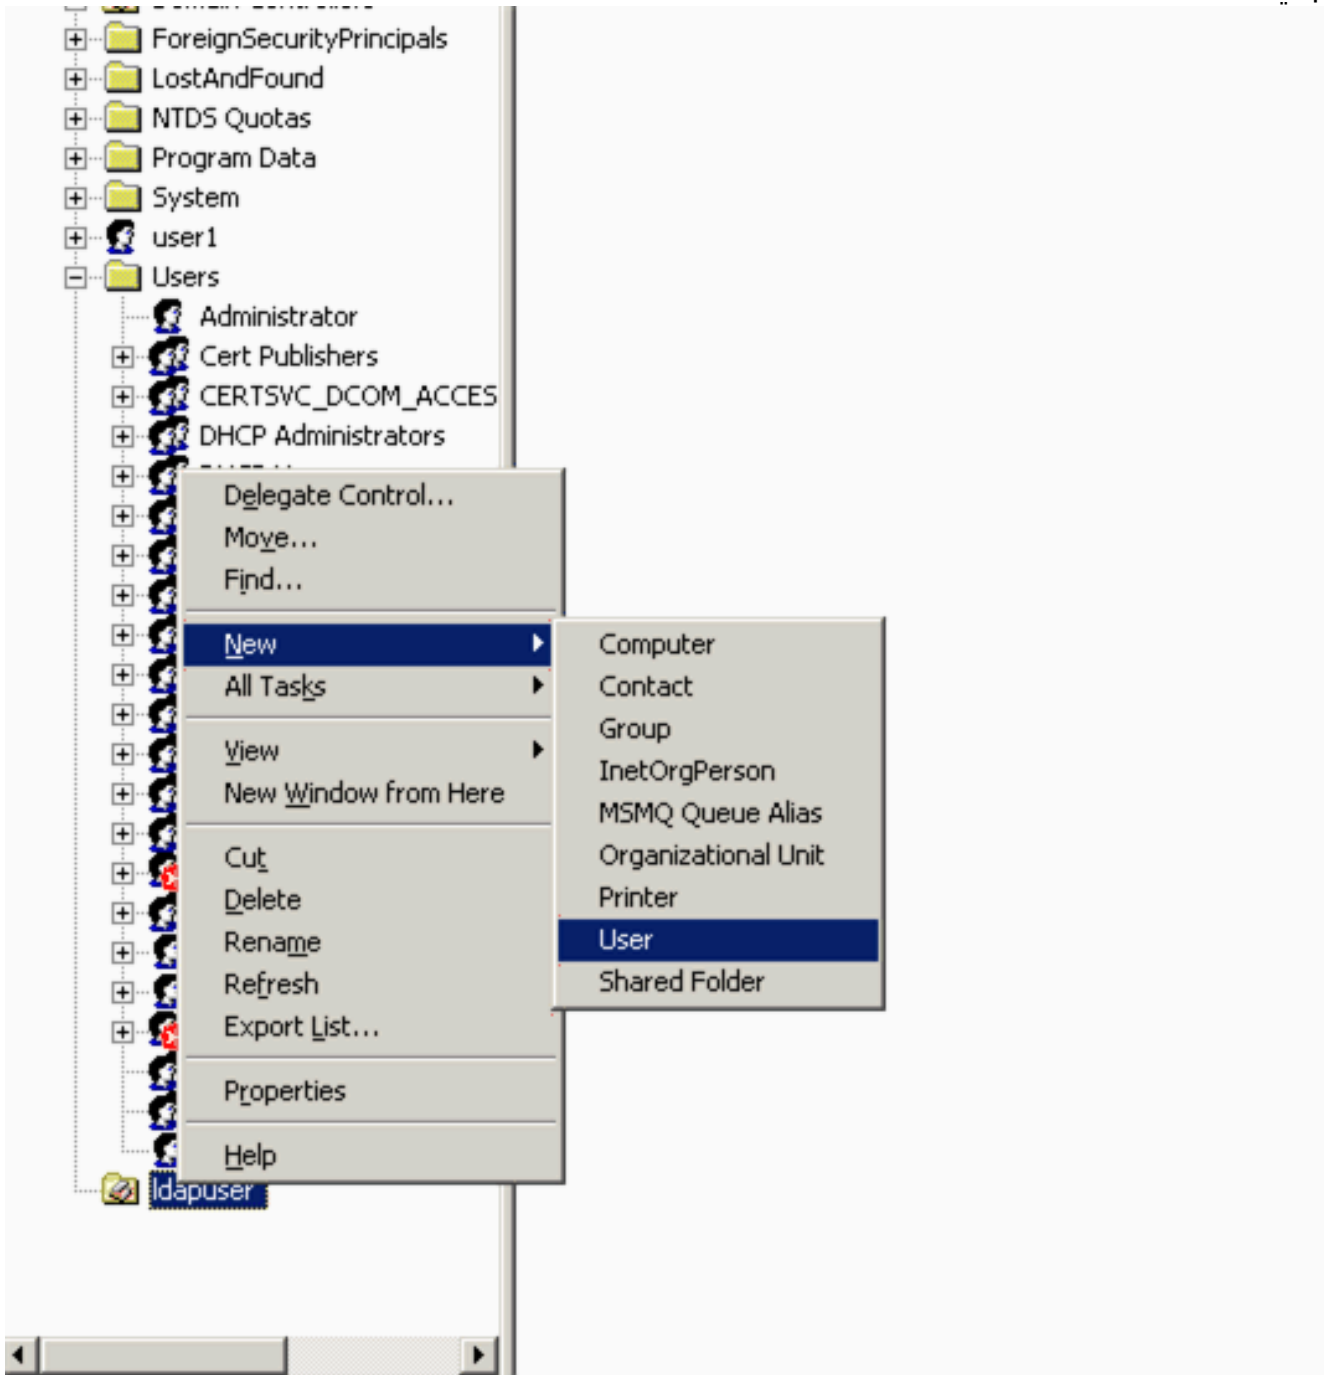 ForeignSecurityPrincipals
LostAndFound
NTDS Quotas
Program Data
System
user1
Users
Administrator
Cert Publishers
CERTSVC_DCOM_ACCES
DHCP Administrators
Delegate Control...
Move...
Find...
New
All Tasks
View
New Window from Here
Cut
Delete
Rename
Refresh
Export List...
Properties
Help
Computer
Contact
Group
InetOrgPerson
MSMQ Queue Alias
Organizational Unit
Printer
User
Shared Folder
ldapuser